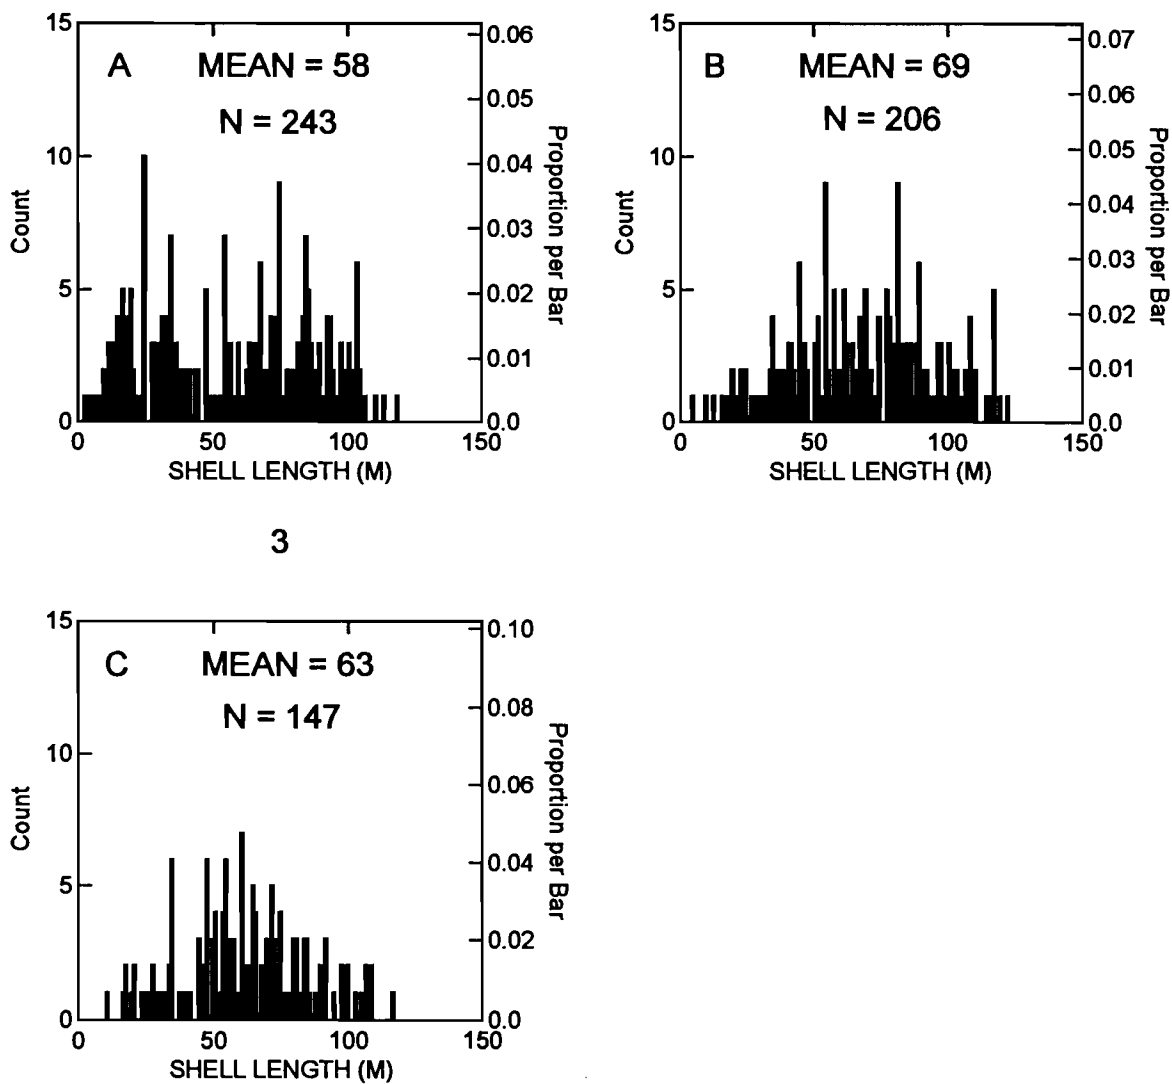 A MEAN = 58
N = 243
15
10
5
0
Count
0.06
0.05
0.04
0.03
0.02
0.01
0.0
Proportion per Bar
0 50 100 150
SHELL LENGTH (M)
B MEAN = 69
N = 206
15
10
5
0
Count
0.07
0.06
0.05
0.04
0.03
0.02
0.01
0.0
Proportion per Bar
0 50 100 150
SHELL LENGTH (M)
3
C MEAN = 63
N = 147
15
10
5
0
Count
0.10
0.08
0.06
0.04
0.02
0.0
Proportion per Bar
0 50 100 150
SHELL LENGTH (M)